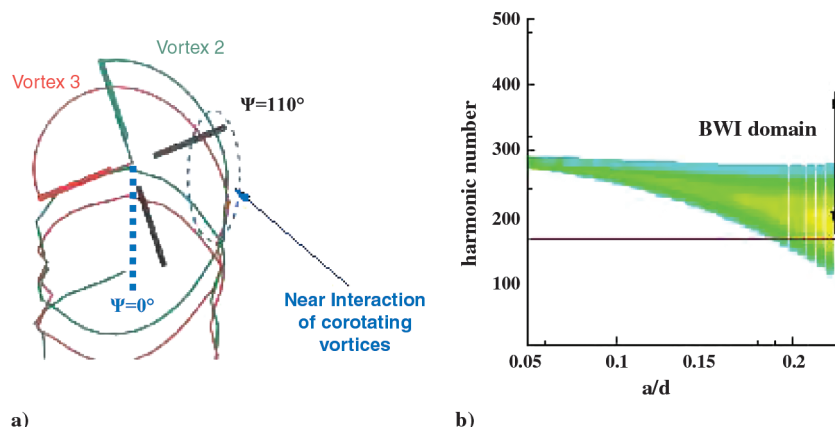 Vortex 2
Vortex 3
Ψ=110°
Ψ=0°
Near Interaction
of corotating
vortices
a)
500
400
300
200
100
harmonic number
BWI domain
0.05
0.1
0.15
0.2
a/d
b)